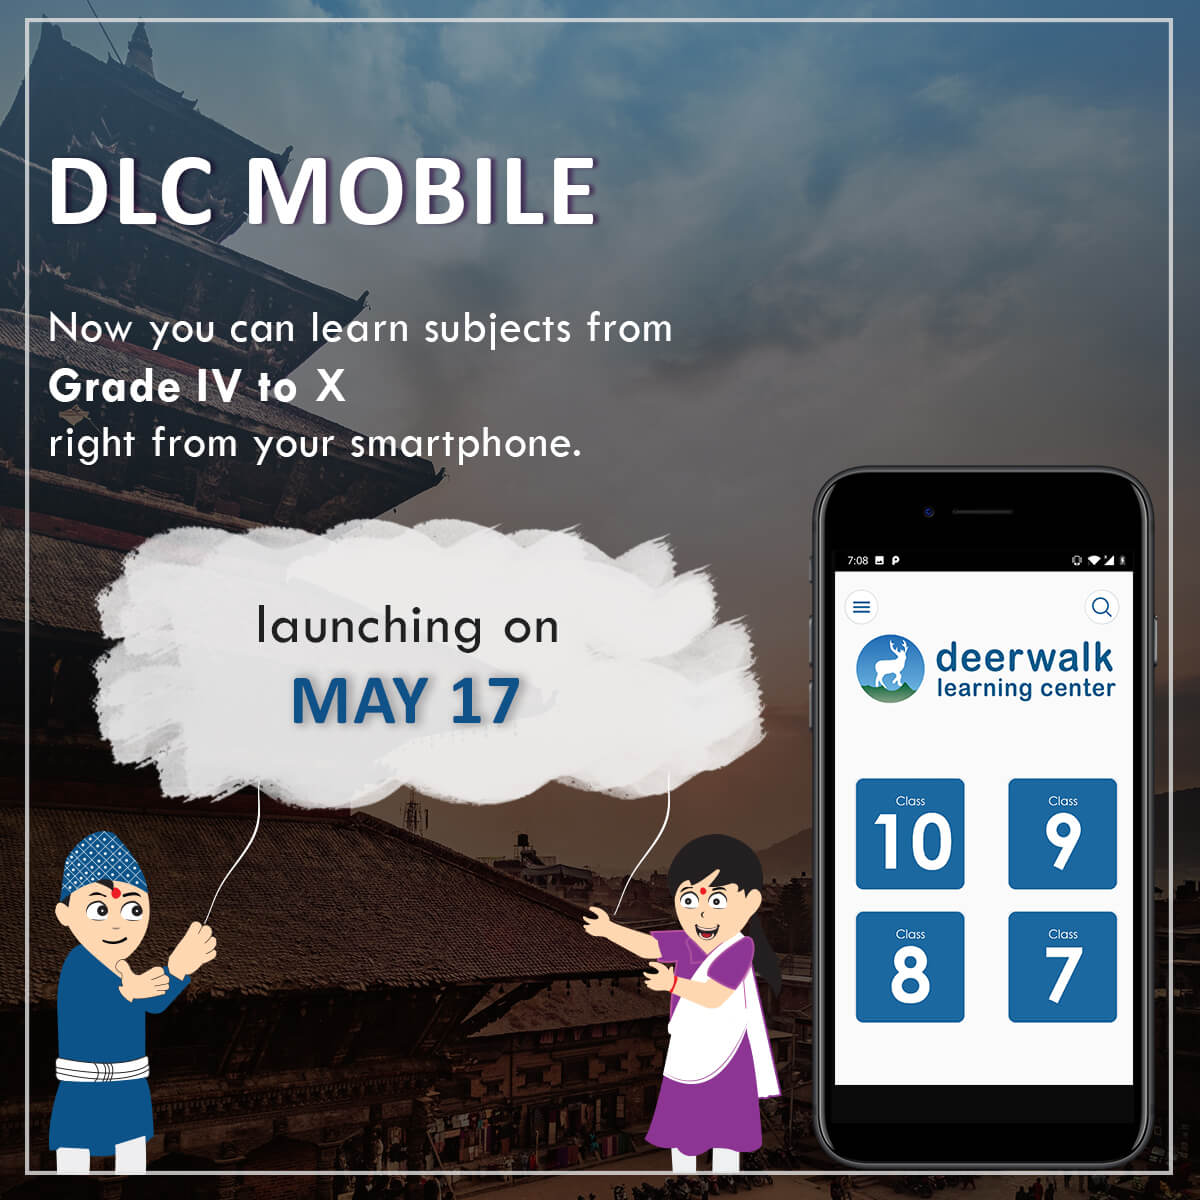 DLC MOBILE
Now you can learn subjects from
Grade IV to X
right from your smartphone.
launching on
MAY 17
7:08
deerwalk
learning center
Class
10
Class
9
Class
8
Class
7